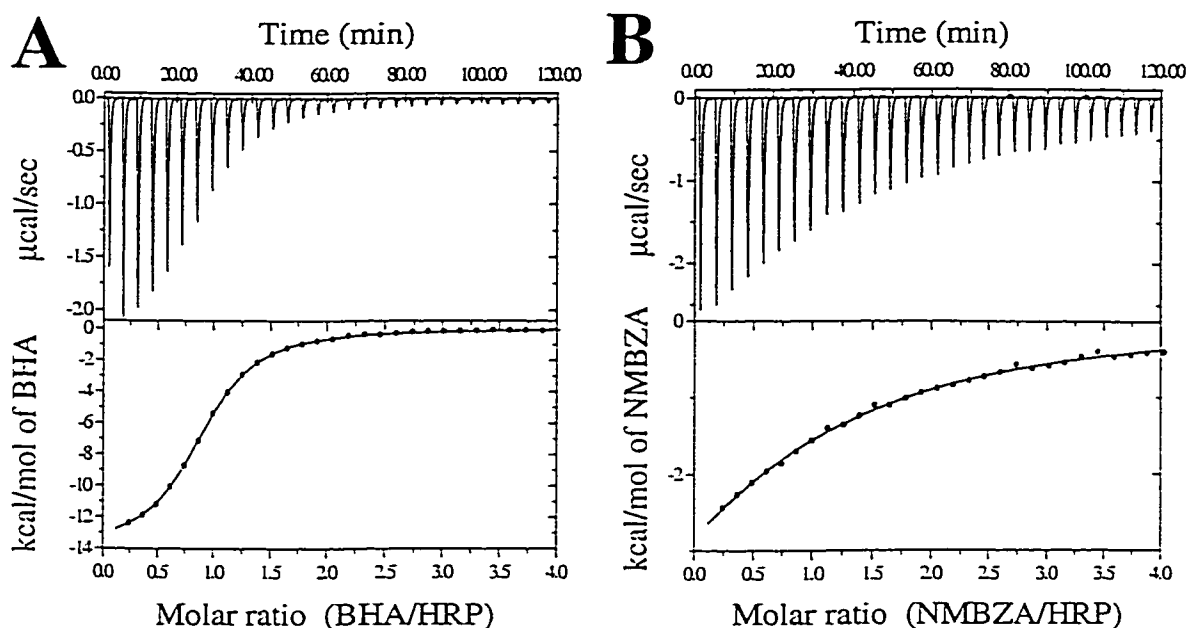 A
Time (min)
0.00 20.00 40.00 60.00 80.00 100.00 120.00
0.0
-0.5
-1.0
-1.5
-2.0
µcal/sec
0
-2
-4
-6
-8
-10
-12
-14
kcal/mol of BHA
0.0 0.5 1.0 1.5 2.0 2.5 3.0 3.5 4.0
Molar ratio (BHA/HRP)
B
Time (min)
0.00 20.00 40.00 60.00 80.00 100.00 120.00
0
-1
-2
µcal/sec
0
-2
kcal/mol of NMBZA
0.0 0.5 1.0 1.5 2.0 2.5 3.0 3.5 4.0
Molar ratio (NMBZA/HRP)